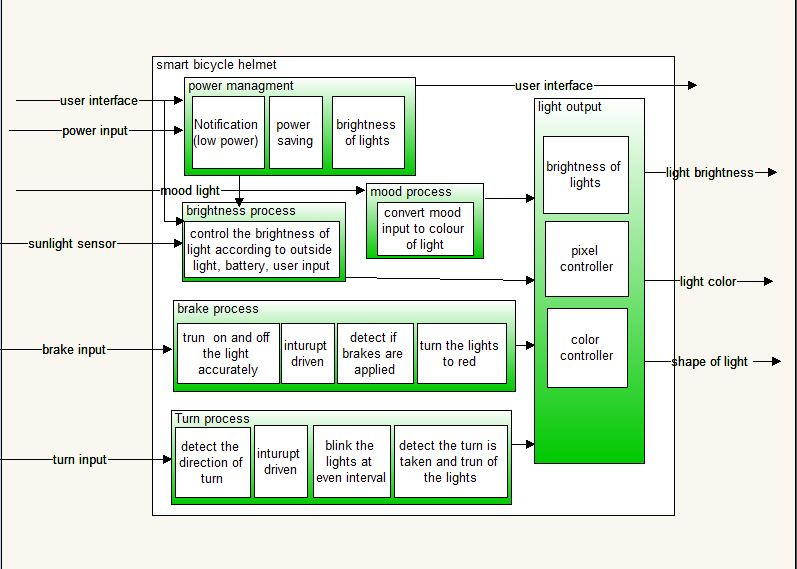 smart bicycle helmet
power managment
user interface
user interface
light output
Notification
(low power)
power
saving
brightness
of lights
power input
brightness of
lights
light brightness
mood light
mood process
convert mood
input to colour
of light
brightness process
control the brightness of
light according to outside
light, battery, user input
sunlight sensor
pixel
controller
light color
brake process
trun on and off
the light
accurately
inturupt
driven
detect if
brakes are
applied
turn the lights
to red
brake input
color
controller
shape of light
Turn process
detect the
direction of
turn
inturupt
driven
blink the
lights at
even interval
detect the turn is
taken and trun of
the lights
turn input